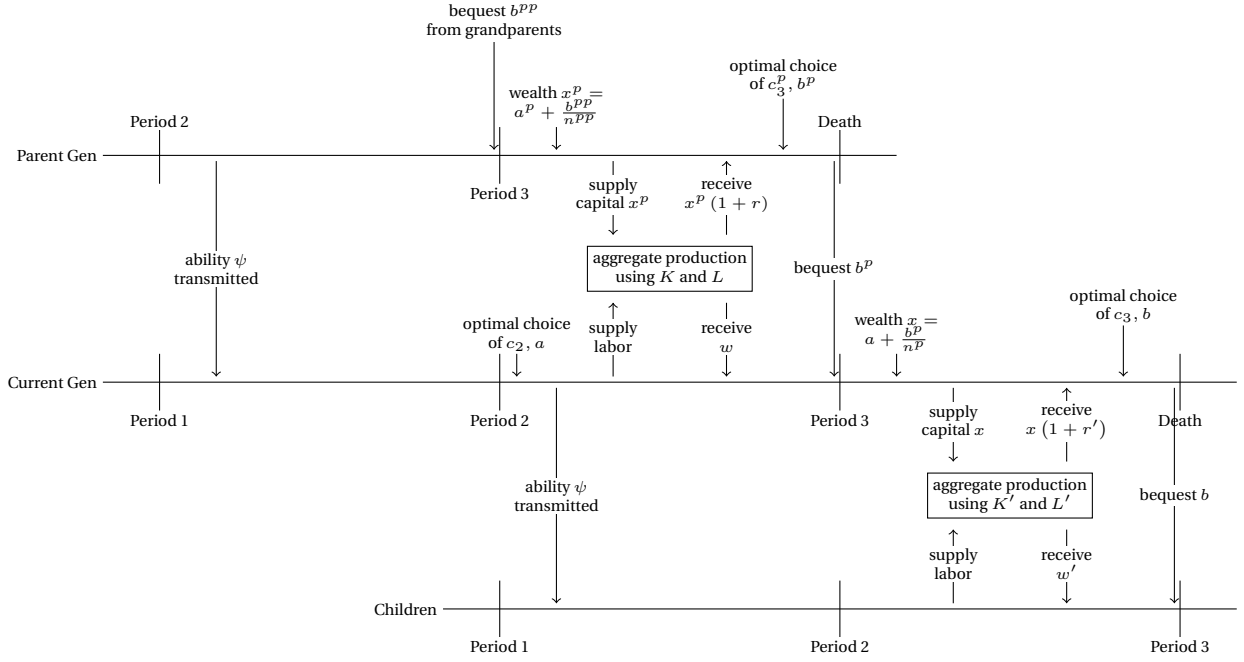 bequest b^{pp}
from grandparents
optimal choice
of c_3^p, b^p
wealth x^p =
a^p + \frac{b^{pp}}{n^{pp}}
Period 2
Death
Parent Gen
Period 3
supply
capital x^p
receive
x^p (1 + r)
ability ψ
transmitted
aggregate production
using K and L
bequest b^p
optimal choice
of c_3, b
optimal choice
of c_2, a
supply
labor
receive
w
wealth x =
a + \frac{b^p}{n^p}
Current Gen
Period 1
Period 2
Period 3
supply
capital x
receive
x (1 + r′)
Death
ability ψ
transmitted
aggregate production
using K′ and L′
bequest b
supply
labor
receive
w′
Children
Period 1
Period 2
Period 3